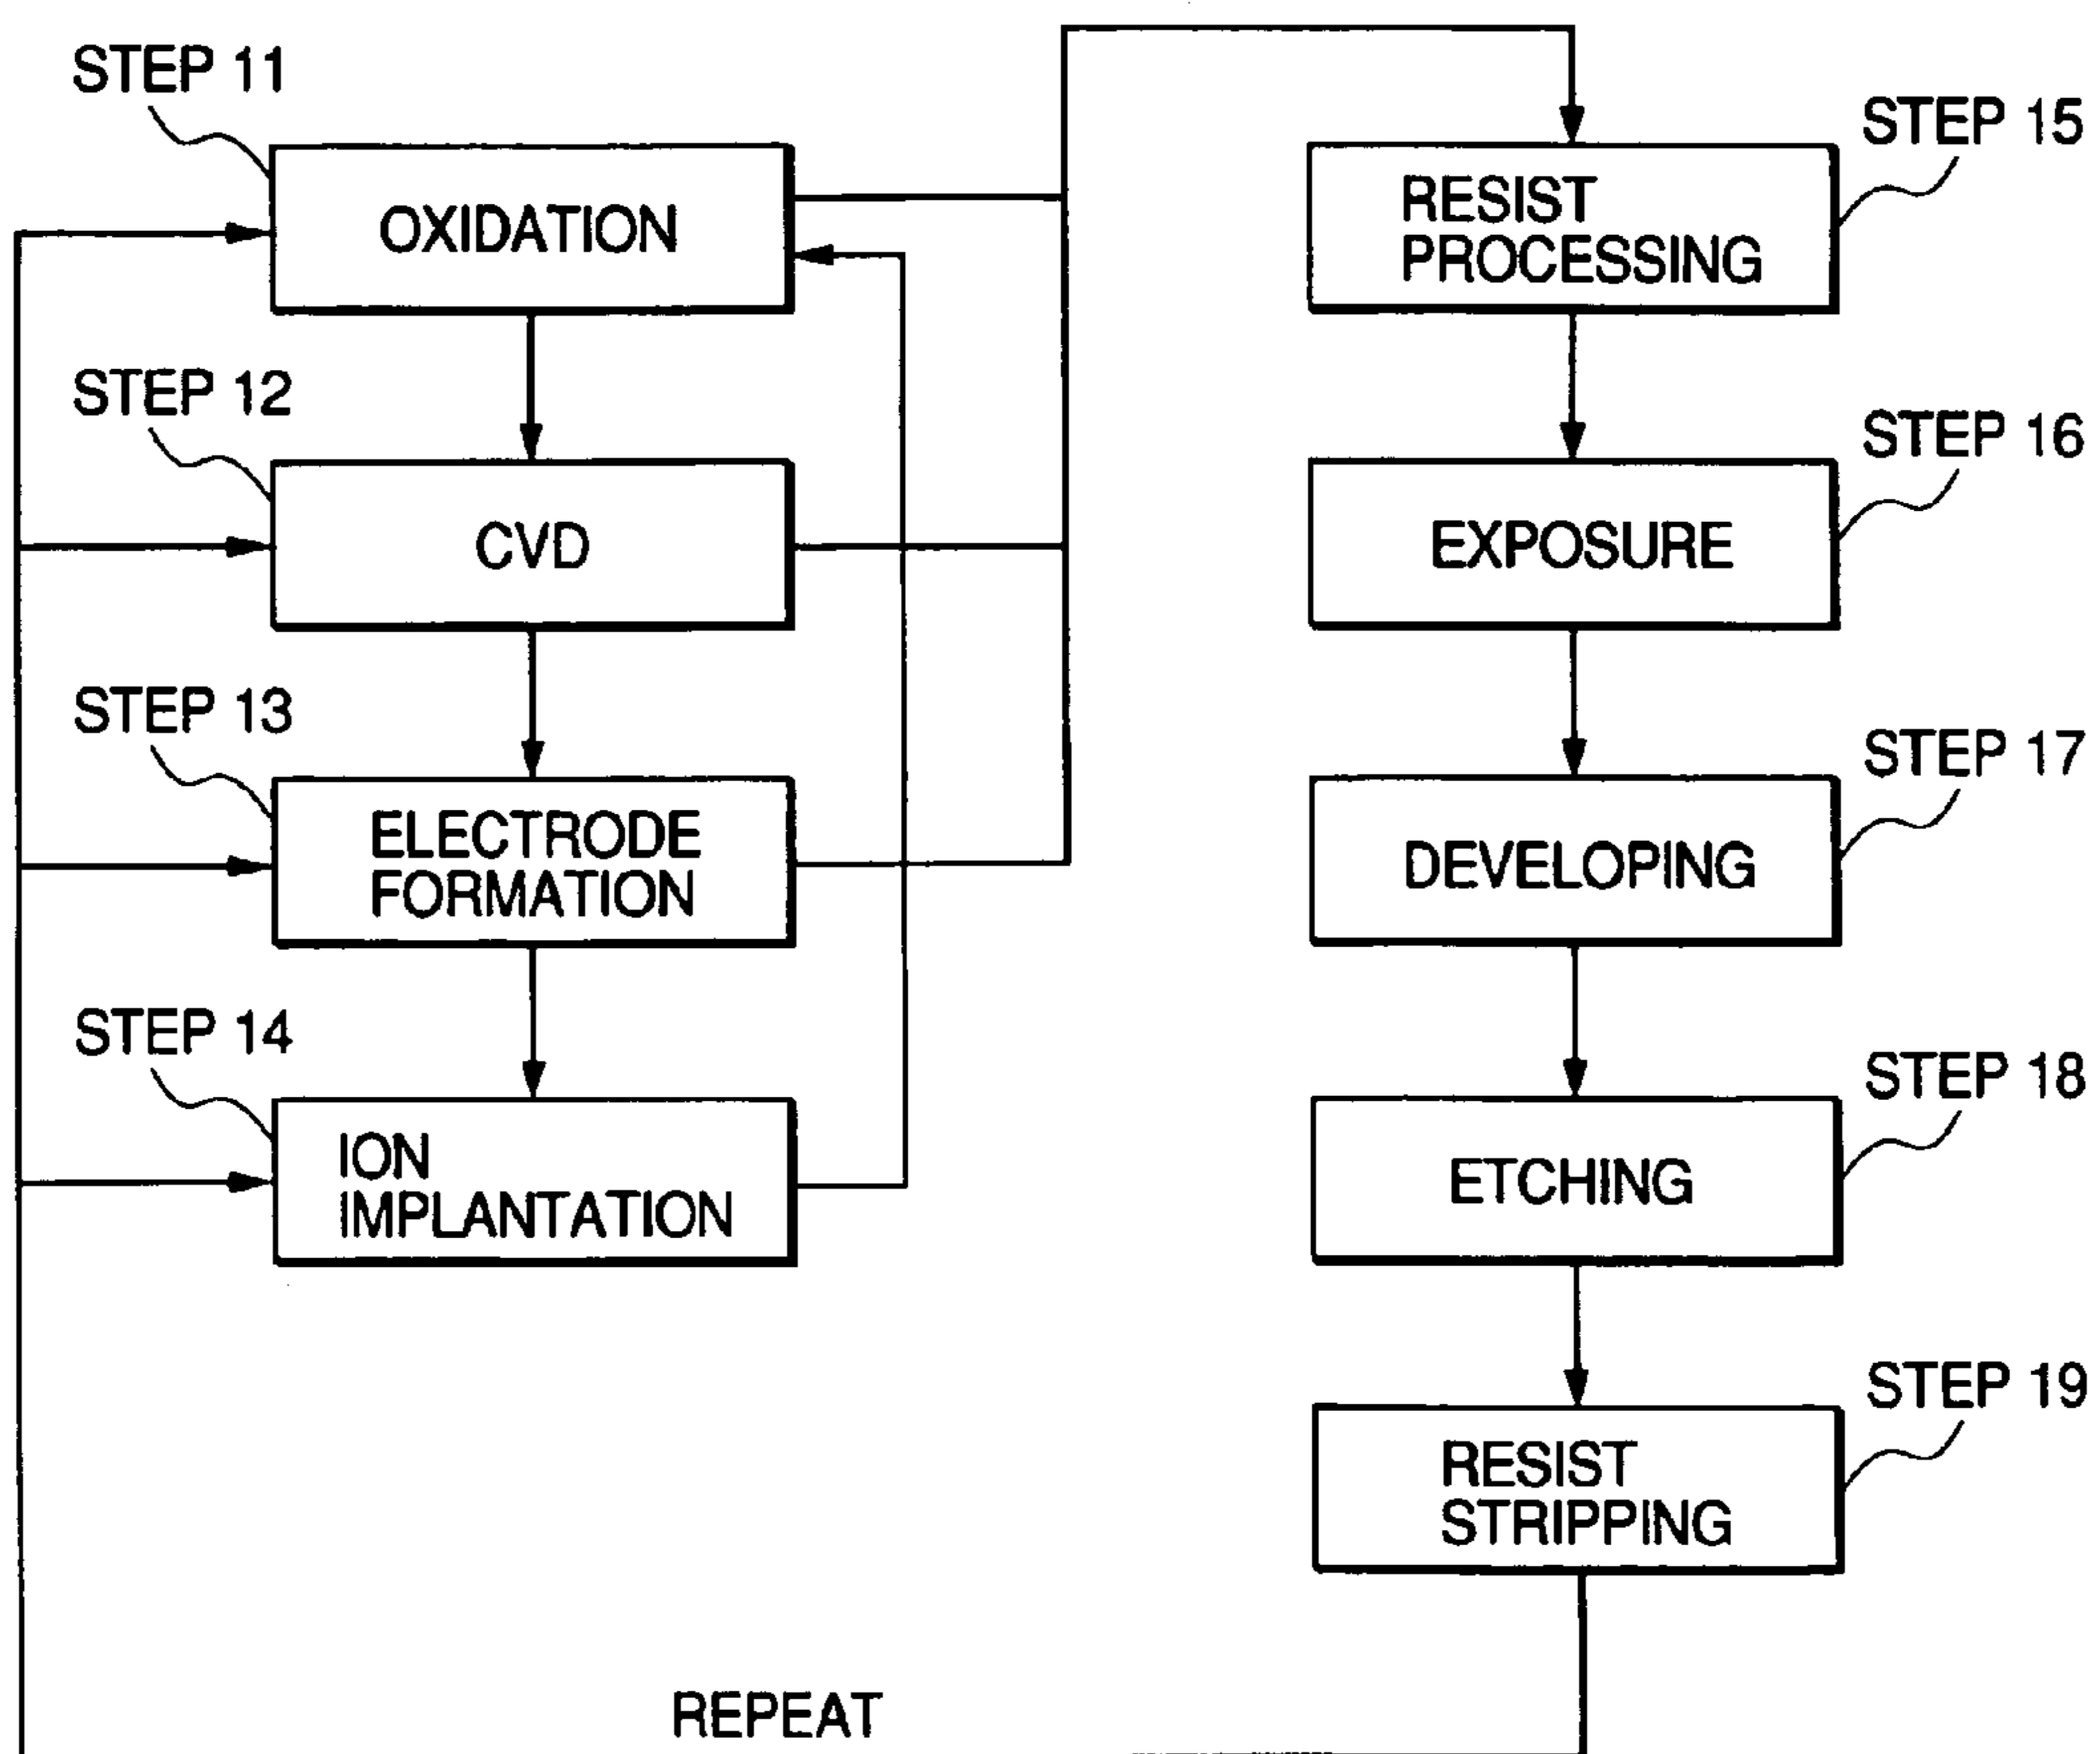 STEP 11
OXIDATION
STEP 12
CVD
STEP 13
ELECTRODE
FORMATION
STEP 14
ION
IMPLANTATION
STEP 15
RESIST
PROCESSING
STEP 16
EXPOSURE
STEP 17
DEVELOPING
STEP 18
ETCHING
STEP 19
RESIST
STRIPPING
REPEAT